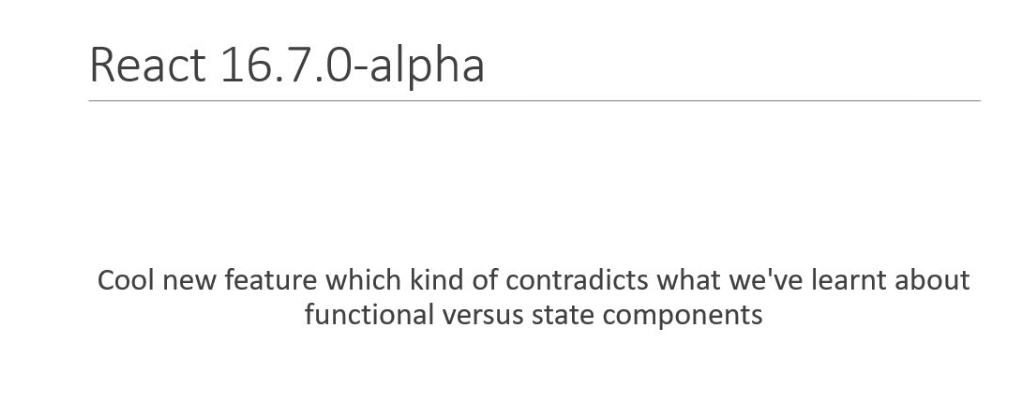 React 16.7.0-alpha
Cool new feature which kind of contradicts what we've learnt about
functional versus state components